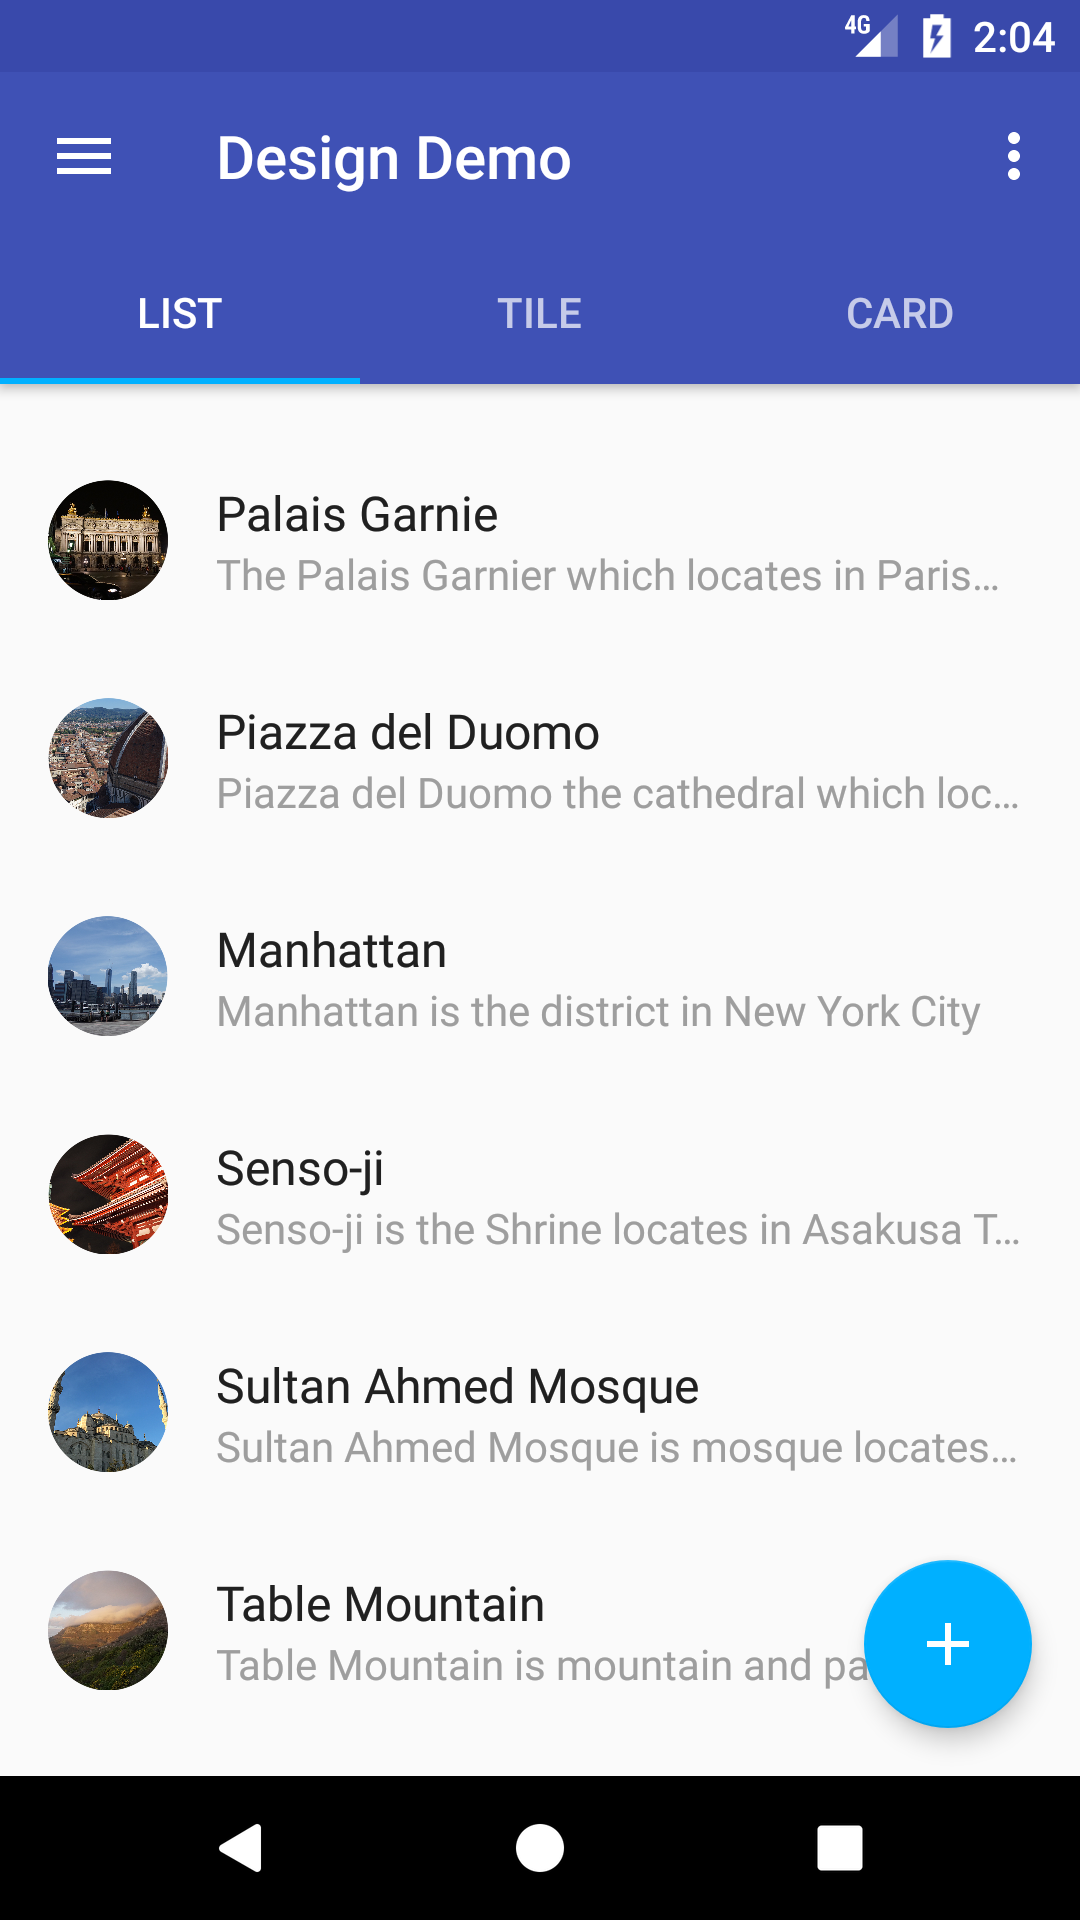 4G 2:04
Design Demo
LIST TILE CARD
Palais Garnie
The Palais Garnier which locates in Paris...
Piazza del Duomo
Piazza del Duomo the cathedral which loc...
Manhattan
Manhattan is the district in New York City
Senso-ji
Senso-ji is the Shrine locates in Asakusa T...
Sultan Ahmed Mosque
Sultan Ahmed Mosque is mosque locates...
Table Mountain
Table Mountain is mountain and pa